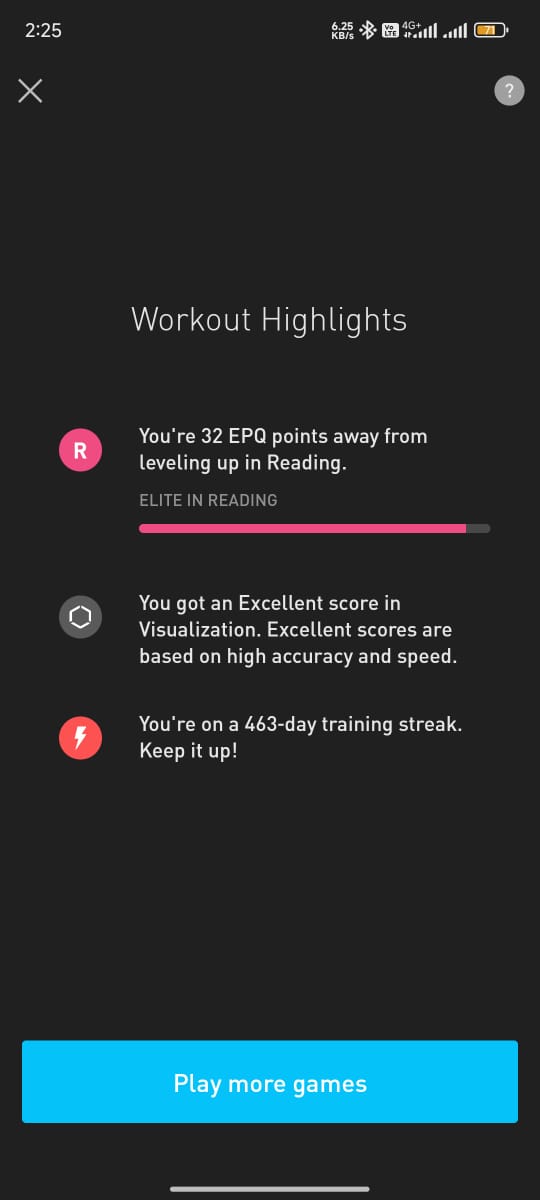 2:25
6.25
KB/s
Vo
LTE
4G+
71
?
Workout Highlights
R
You're 32 EPQ points away from
leveling up in Reading.
ELITE IN READING
You got an Excellent score in
Visualization. Excellent scores are
based on high accuracy and speed.
You're on a 463-day training streak.
Keep it up!
Play more games